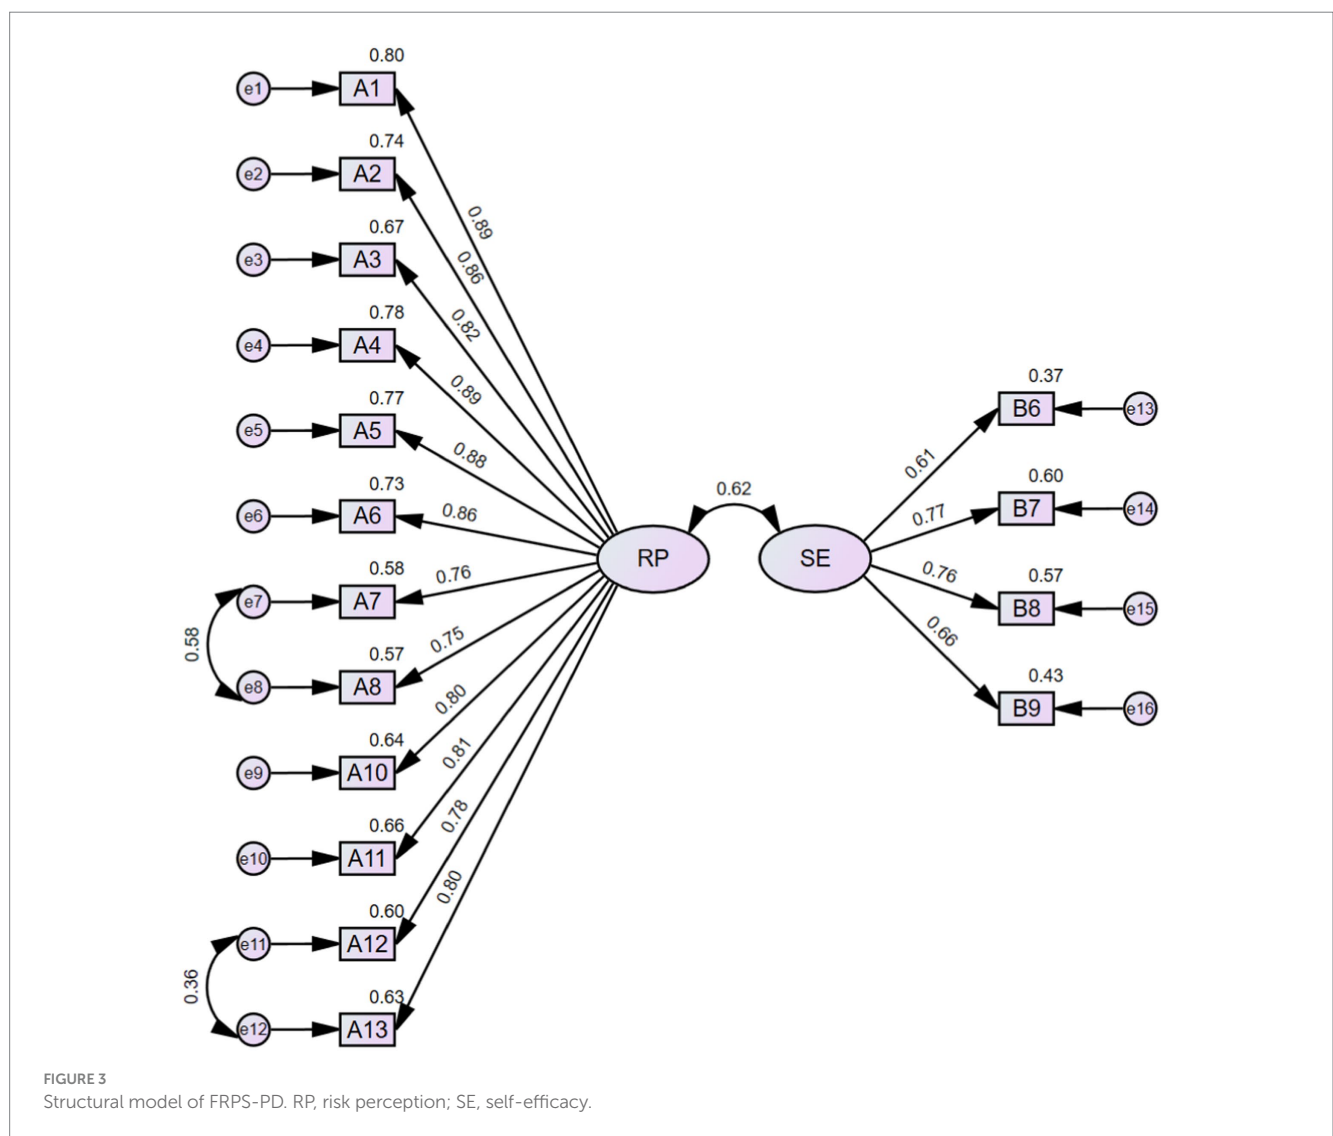 0.80
e1 A1
0.74
e2 A2
0.67
e3 A3
0.78
e4 A4
0.77
e5 A5
0.73
e6 A6
0.58
e7 A7
0.57
e8 A8
0.58
0.64
e9 A10
0.66
e10 A11
0.60
e11 A12
0.36
0.63
e12 A13
0.89
0.86
0.82
0.89
0.88
0.86
0.76
0.75
0.80
0.81
0.78
0.80
RP
0.62
SE
0.61
0.77
0.76
0.66
0.37
B6 e13
0.60
B7 e14
0.57
B8 e15
0.43
B9 e16
FIGURE 3
Structural model of FRPS-PD. RP, risk perception; SE, self-efficacy.